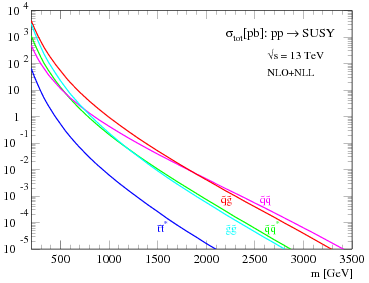 10 4
σtot[pb]: pp → SUSY
10 3
√s = 13 TeV
10 2
NLO+NLL
10
1
10 -1
10 -2
10 -3
q̃g̃ q̃q̃
10 -4
t̃t̃* g̃g̃ q̃q̃*
10 -5
500 1000 1500 2000 2500 3000 3500
m [GeV]